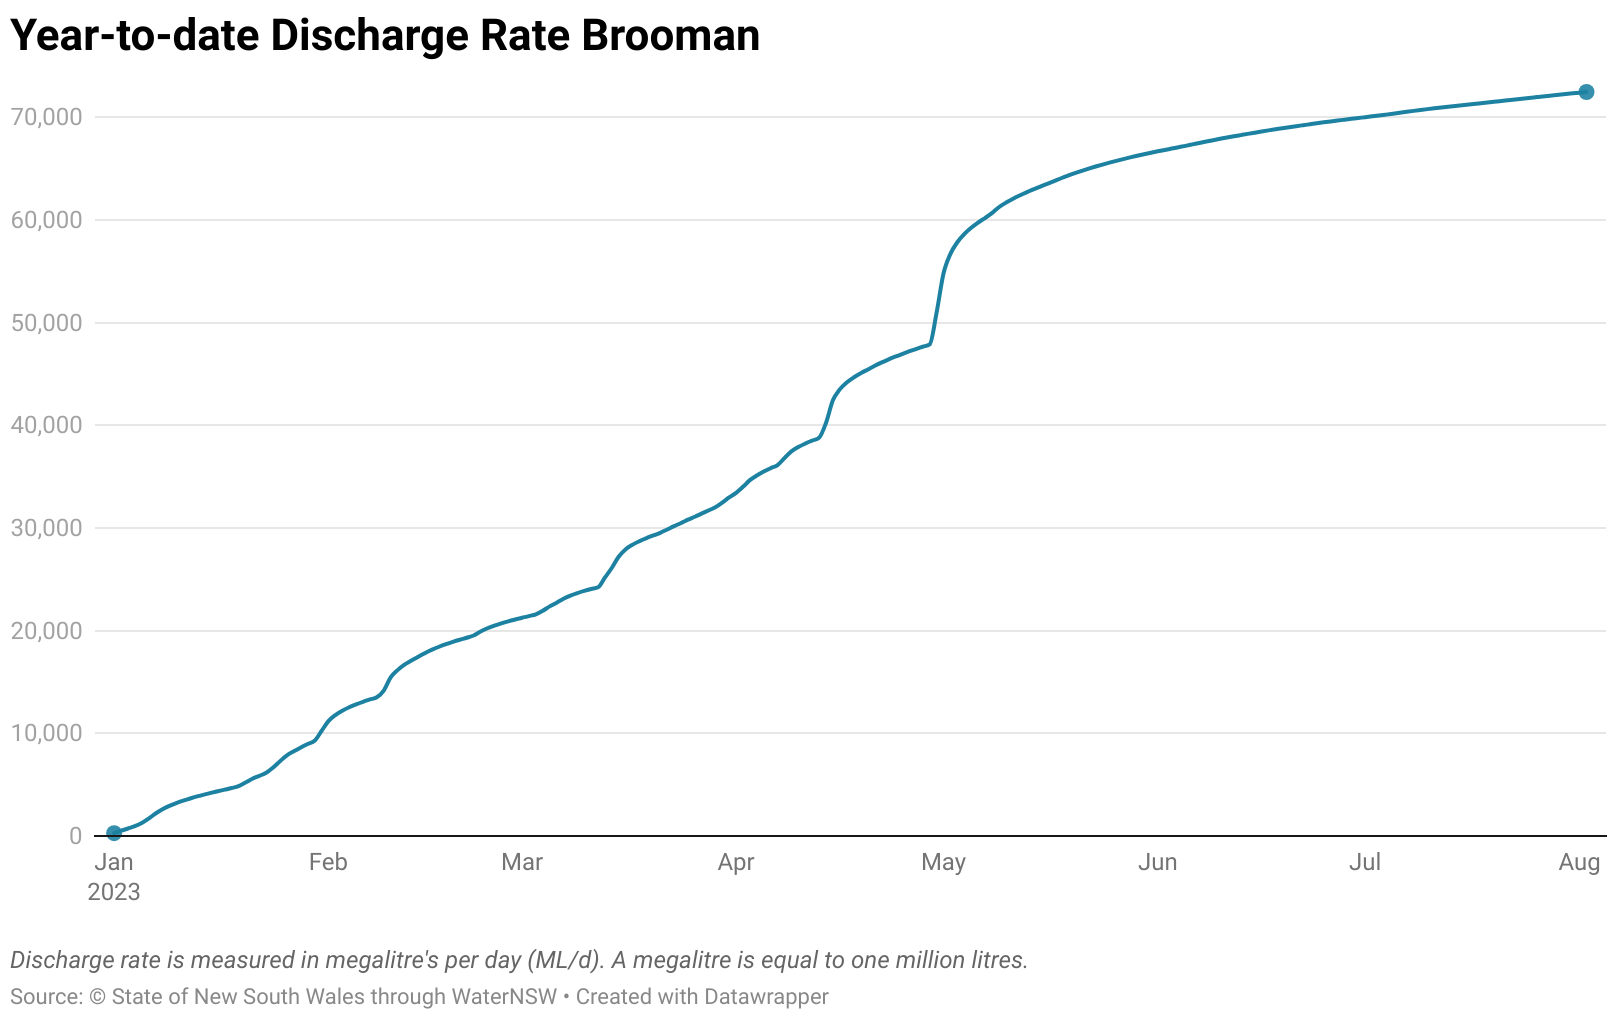 Year-to-date Discharge Rate Brooman
70,000
60,000
50,000
40,000
30,000
20,000
10,000
0
Jan Feb Mar Apr May Jun Jul Aug
2023
Discharge rate is measured in megalitre's per day (ML/d). A megalitre is equal to one million litres.
Source: © State of New South Wales through WaterNSW • Created with Datawrapper